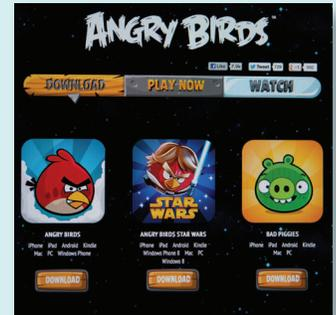 ANGRY BIRDS
Like Tweet
DOWNLOAD PLAY NOW WATCH
STAR WARS
ANGRY BIRDS
iPhone iPad Android Kindle
Mac PC Windows Phone
DOWNLOAD
ANGRY BIRDS STAR WARS
iPhone iPad Android Kindle
Windows Phone 8 Mac PC
Windows 8
DOWNLOAD
BAD PIGGIES
iPhone iPad Android Kindle
Mac PC
DOWNLOAD